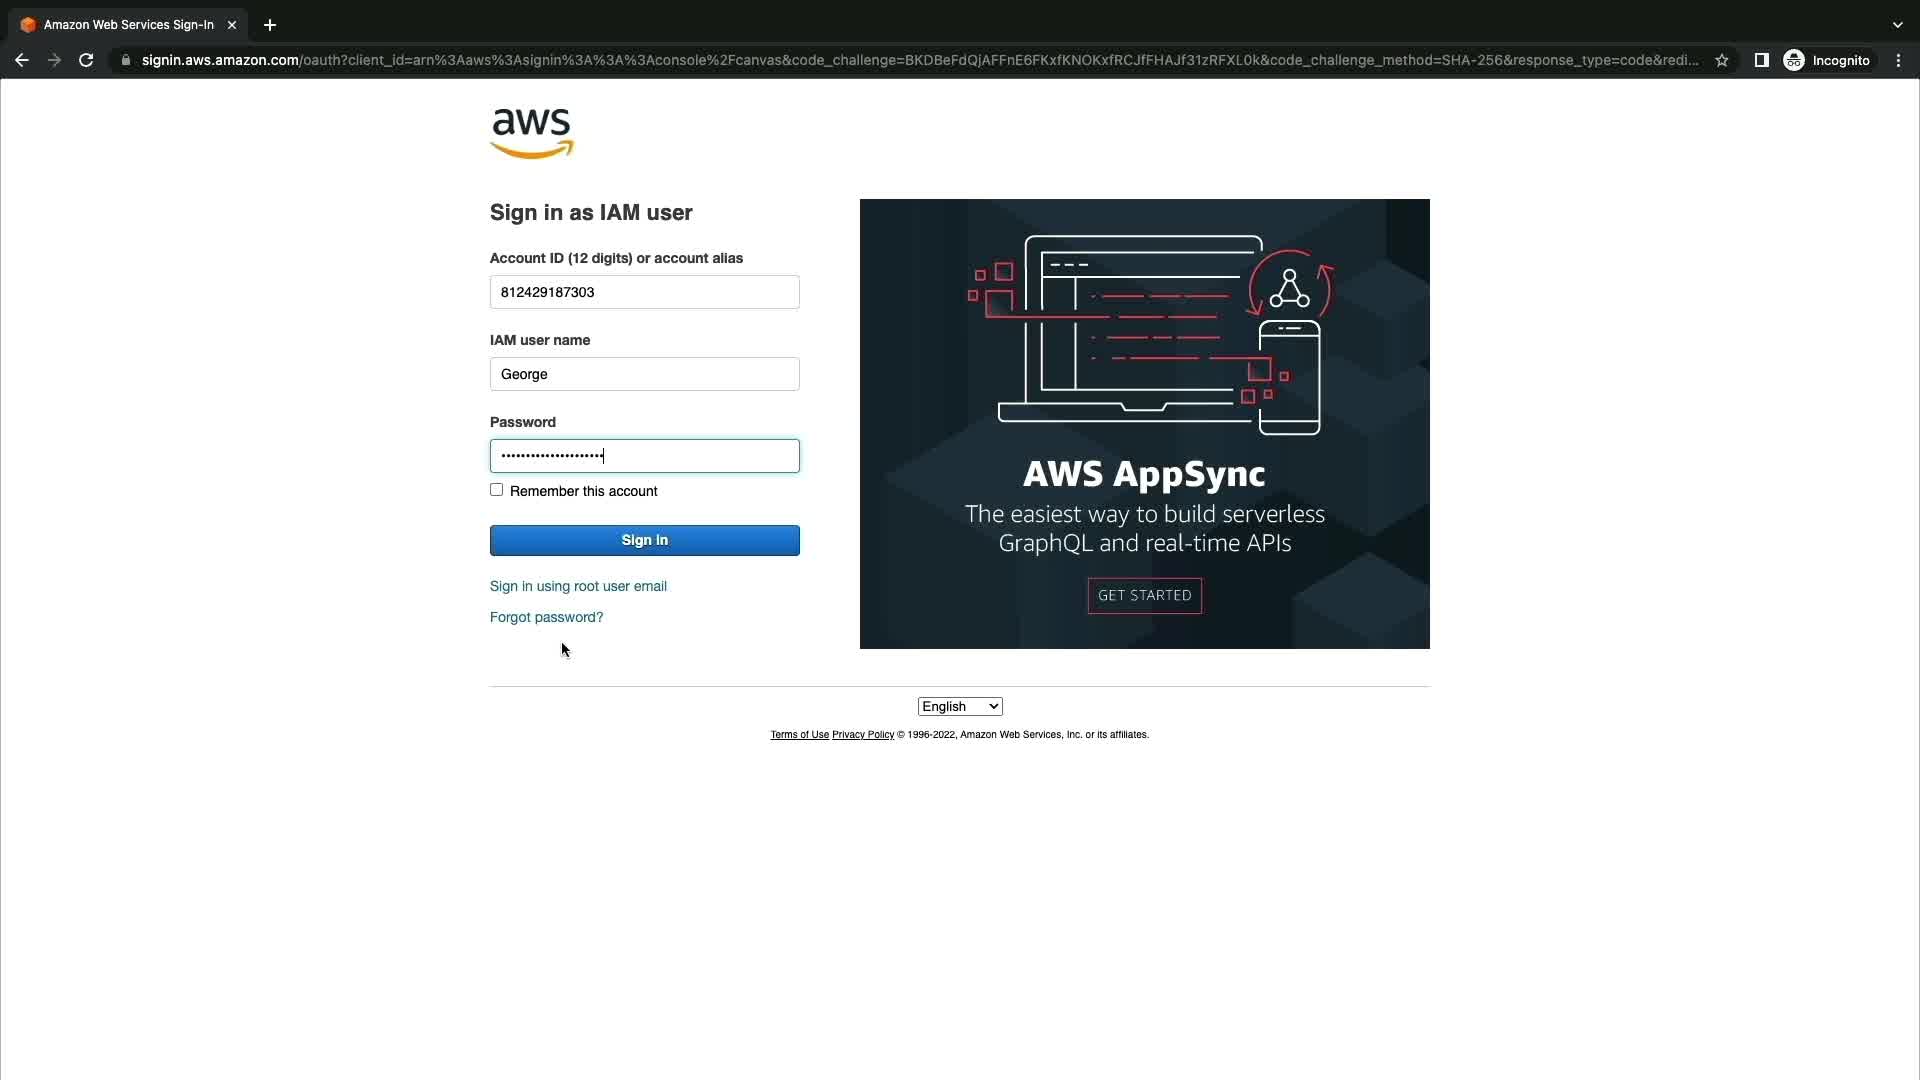 Amazon Web Services Sign-In
signin.aws.amazon.com/oauth?client_id=arn%3Aaws%3Asignin%3A%3A%3Aconsole%2Fcanvas&code_challenge=BKDBeFdQjAFFnE6FKxfKNOKxfRCJfFHAJf31zRFXL0k&code_challenge_method=SHA-256&response_type=code&redi...
Incognito
aws
Sign in as IAM user
Account ID (12 digits) or account alias
812429187303
IAM user name
George
Password
Remember this account
Sign in
Sign in using root user email
Forgot password?
AWS AppSync
The easiest way to build serverless
GraphQL and real-time APIs
GET STARTED
English
Terms of Use Privacy Policy © 1996-2022, Amazon Web Services, Inc. or its affiliates.